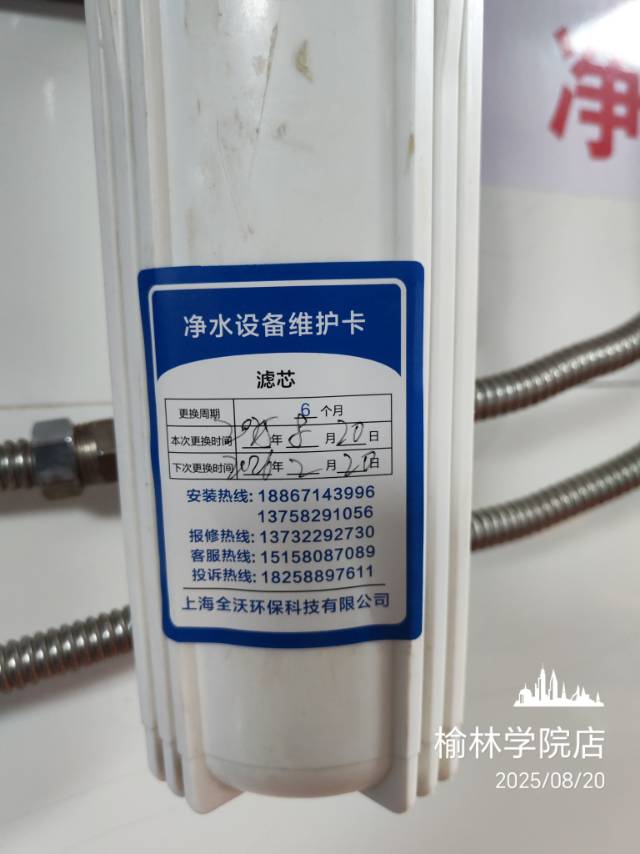 净
净水设备维护卡
滤芯
更换周期 6 个月
本次更换时间 2025年 8 月 20 日
下次更换时间 2026年 2 月 20 日
安装热线: 18867143996
13758291056
报修热线: 13732292730
客服热线: 15158087089
投诉热线: 18258897611
上海全沃环保科技有限公司
榆林学院店
2025/08/20